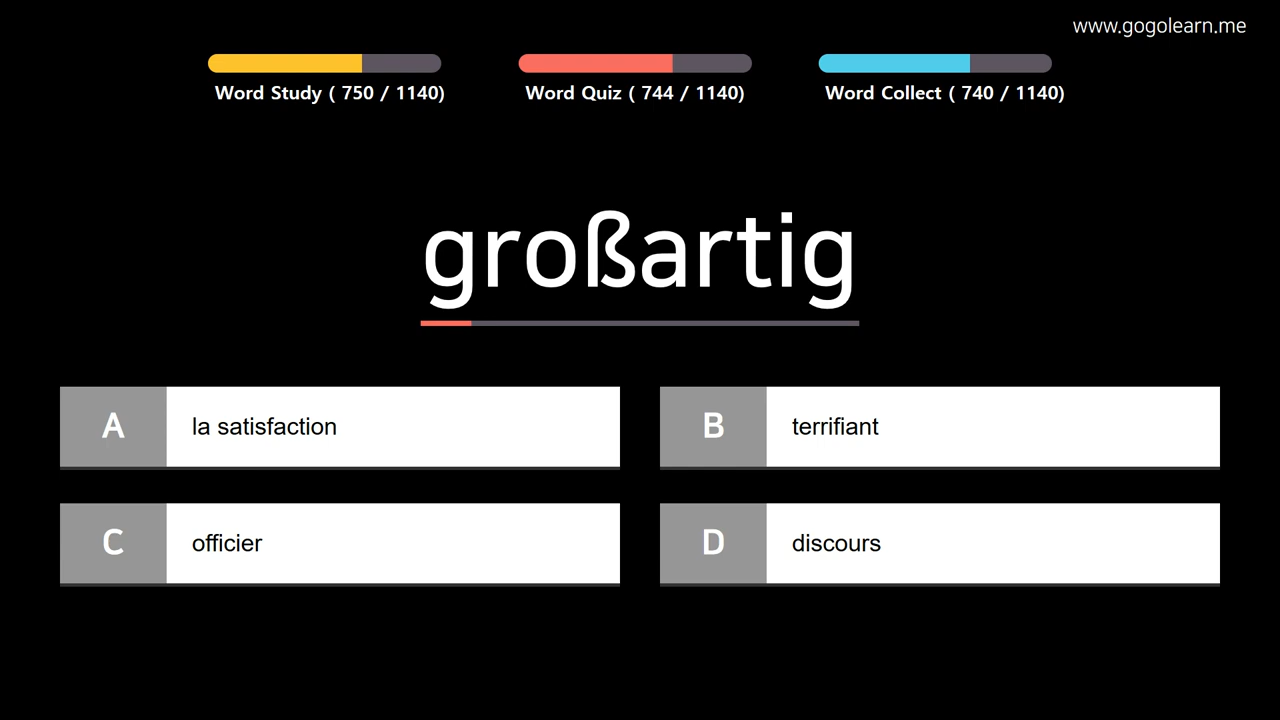 www.gogolearn.me
Word Study ( 750 / 1140)
Word Quiz ( 744 / 1140)
Word Collect ( 740 / 1140)
großartig
A la satisfaction
B terrifiant
C officier
D discours